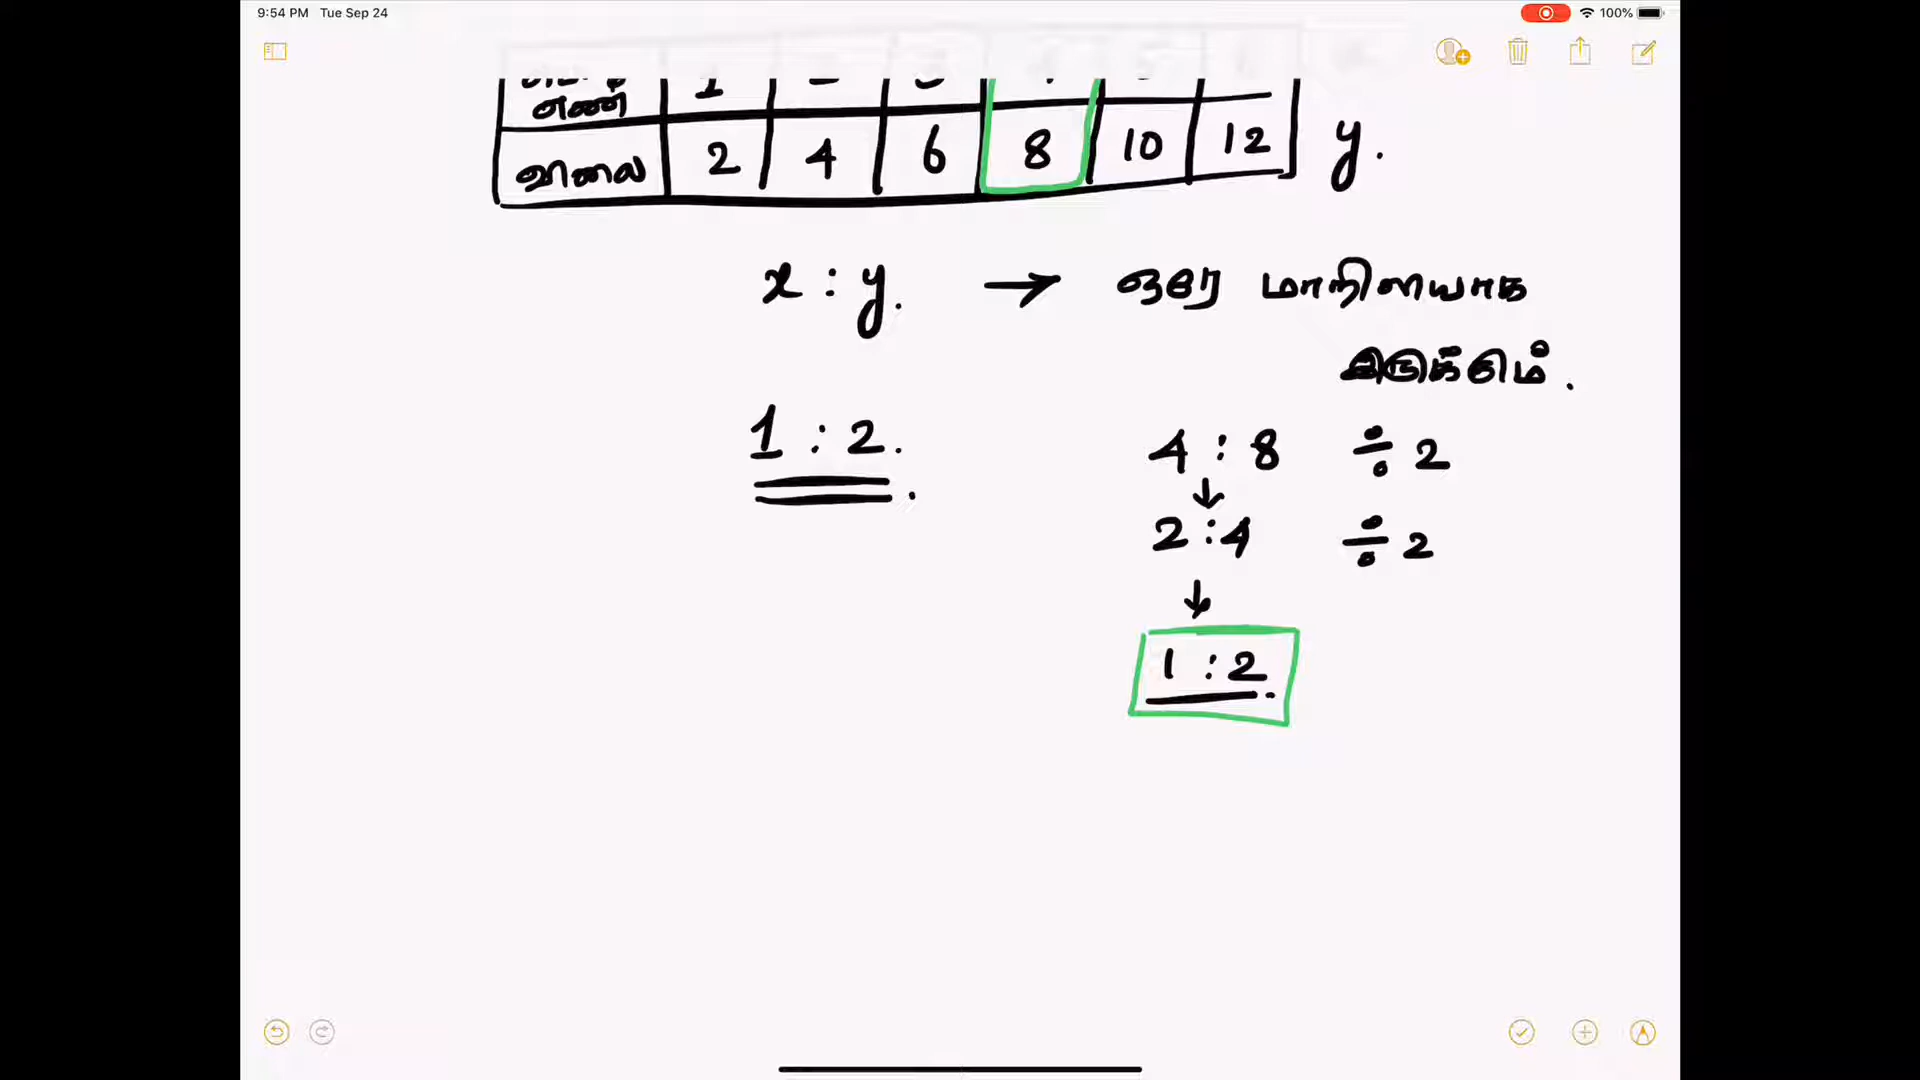 9:54 PM Tue Sep 24 100%
எண் 1
விலை 2 4 6 8 10 12 y.
x : y. → ஒரே மாறிலியாக
இருக்கும்.
1 : 2. 4 : 8 ÷ 2
↓
2 : 4 ÷ 2
↓
1 : 2.